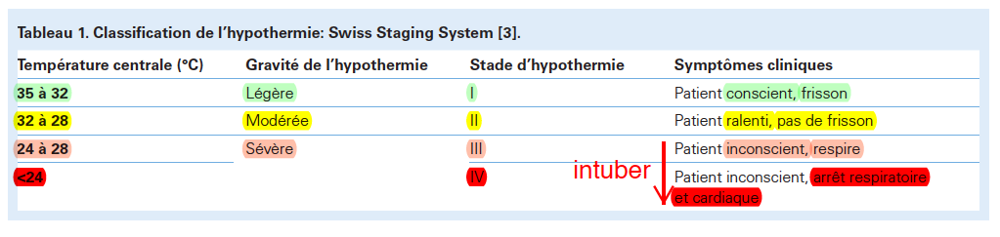 Tableau 1. Classification de l'hypothermie: Swiss Staging System [3].
Température centrale (°C) Gravité de l'hypothermie Stade d'hypothermie Symptômes cliniques
35 à 32 Légère I Patient conscient, frisson
32 à 28 Modérée II Patient ralenti, pas de frisson
24 à 28 Sévère III Patient inconscient, respire
<24 IV intuber Patient inconscient, arrêt respiratoire
et cardiaque